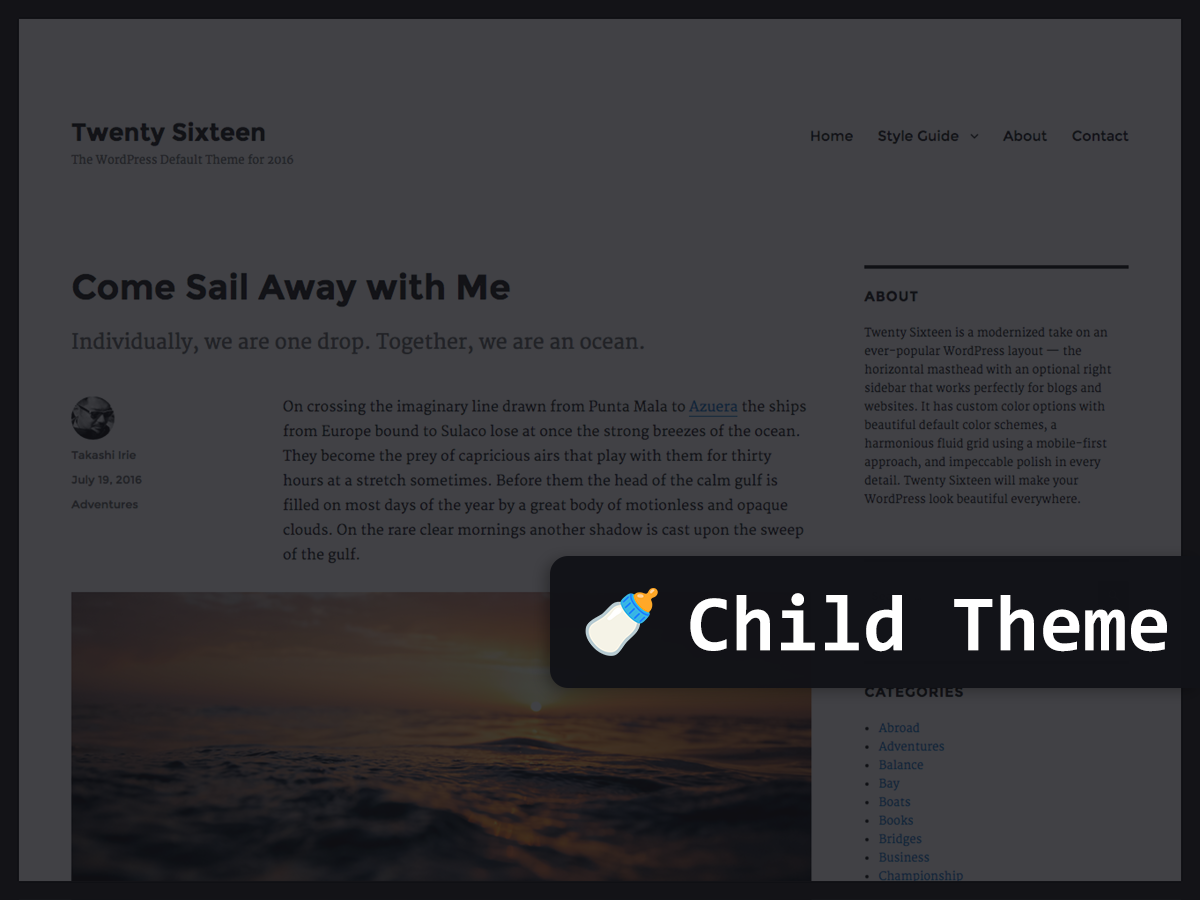 Twenty Sixteen
The WordPress Default Theme for 2016
Home Style Guide About Contact
Come Sail Away with Me
Individually, we are one drop. Together, we are an ocean.
Takashi Irie
July 19, 2016
Adventures
On crossing the imaginary line drawn from Punta Mala to Azuera the ships
from Europe bound to Sulaco lose at once the strong breezes of the ocean.
They become the prey of capricious airs that play with them for thirty
hours at a stretch sometimes. Before them the head of the calm gulf is
filled on most days of the year by a great body of motionless and opaque
clouds. On the rare clear mornings another shadow is cast upon the sweep
of the gulf.
ABOUT
Twenty Sixteen is a modernized take on an
ever-popular WordPress layout — the
horizontal masthead with an optional right
sidebar that works perfectly for blogs and
websites. It has custom color options with
beautiful default color schemes, a
harmonious fluid grid using a mobile-first
approach, and impeccable polish in every
detail. Twenty Sixteen will make your
WordPress look beautiful everywhere.
Child Theme
CATEGORIES
Abroad
Adventures
Balance
Bay
Boats
Books
Bridges
Business
Championship